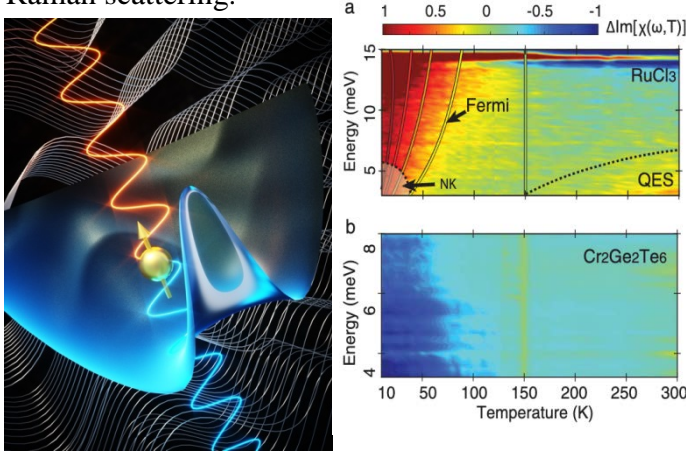 Raman scattering.
a
1 0.5 0 -0.5 -1
ΔIm[χ(ω,T)]
15
10
5
Energy (meV)
RuCl3
Fermi
NK
QES
b
8
6
4
Energy (meV)
Cr2Ge2Te6
10 50 100 150 200 250 300
Temperature (K)